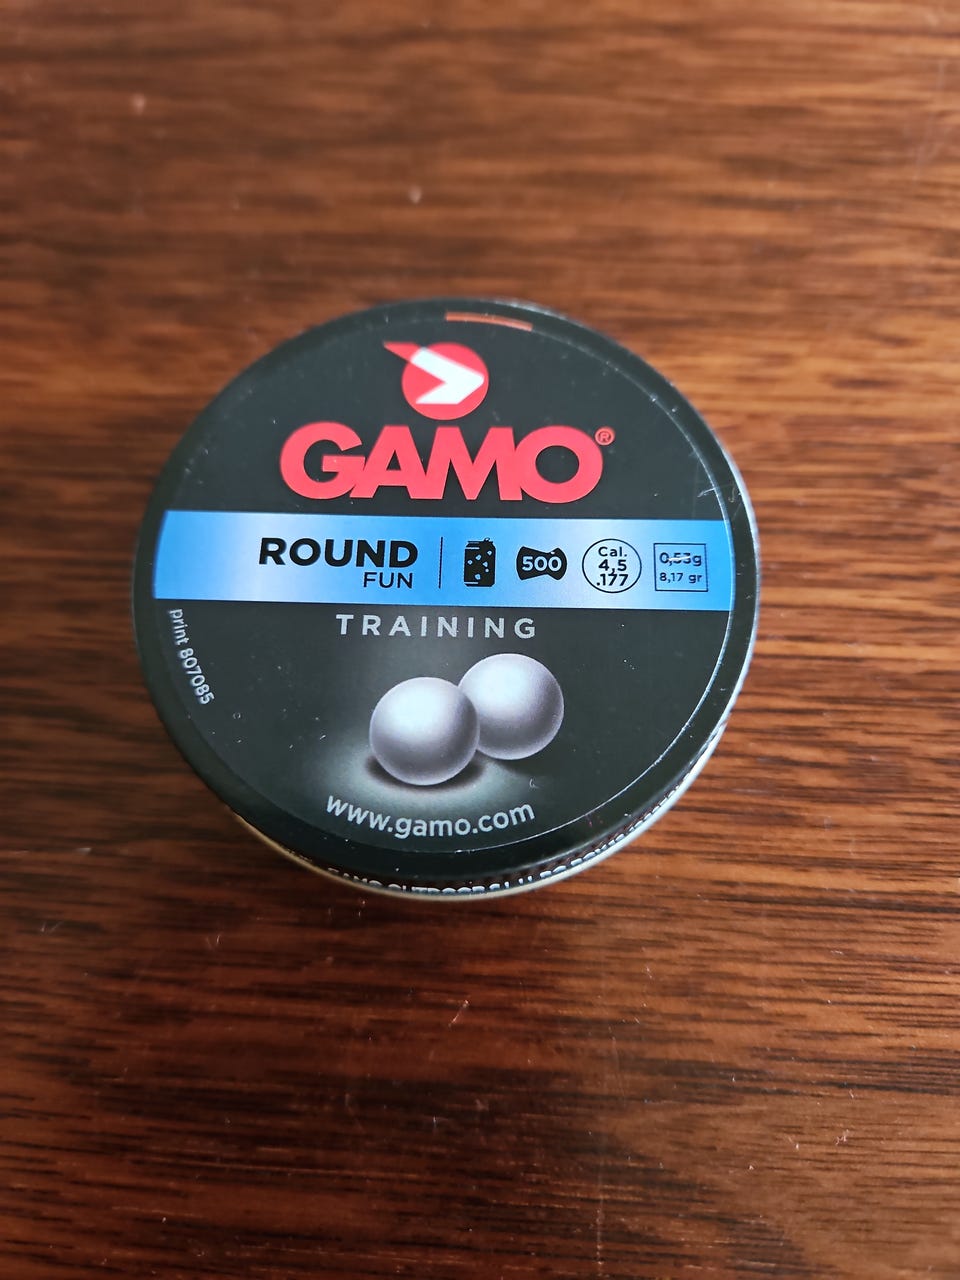 GAMO®
ROUND
FUN
500
Cal.
4,5
.177
0,53g
8,17 gr
TRAINING
print 807085
www.gamo.com